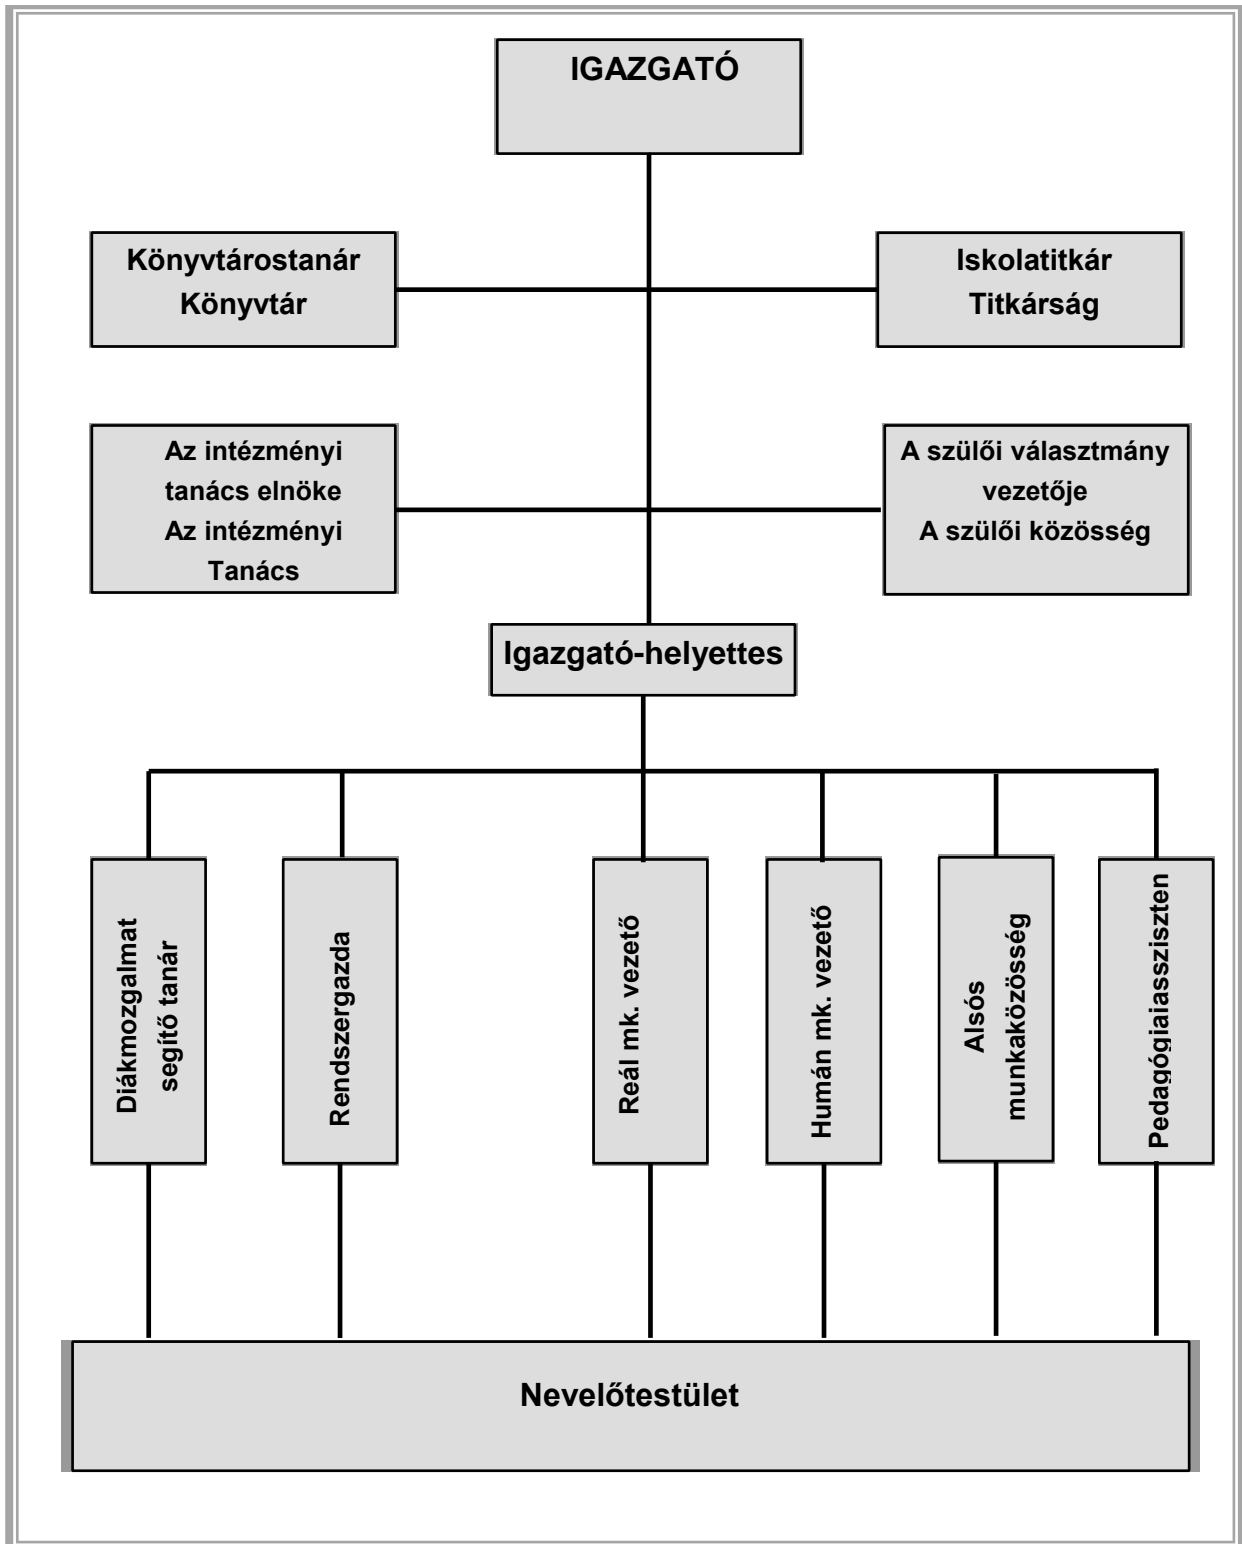 IGAZGATÓ
Könyvtárostanár
Könyvtár
Iskolatitkár
Titkárság
Az intézményi
tanács elnöke
Az intézményi
Tanács
A szülői választmány
vezetője
A szülői közösség
Igazgató-helyettes
Diákmozgalmat
segítő tanár
Rendszergazda
Reál mk. vezető
Humán mk. vezető
Alsós
munkaközösség
Pedagógiaiassziszten
Nevelőtestület